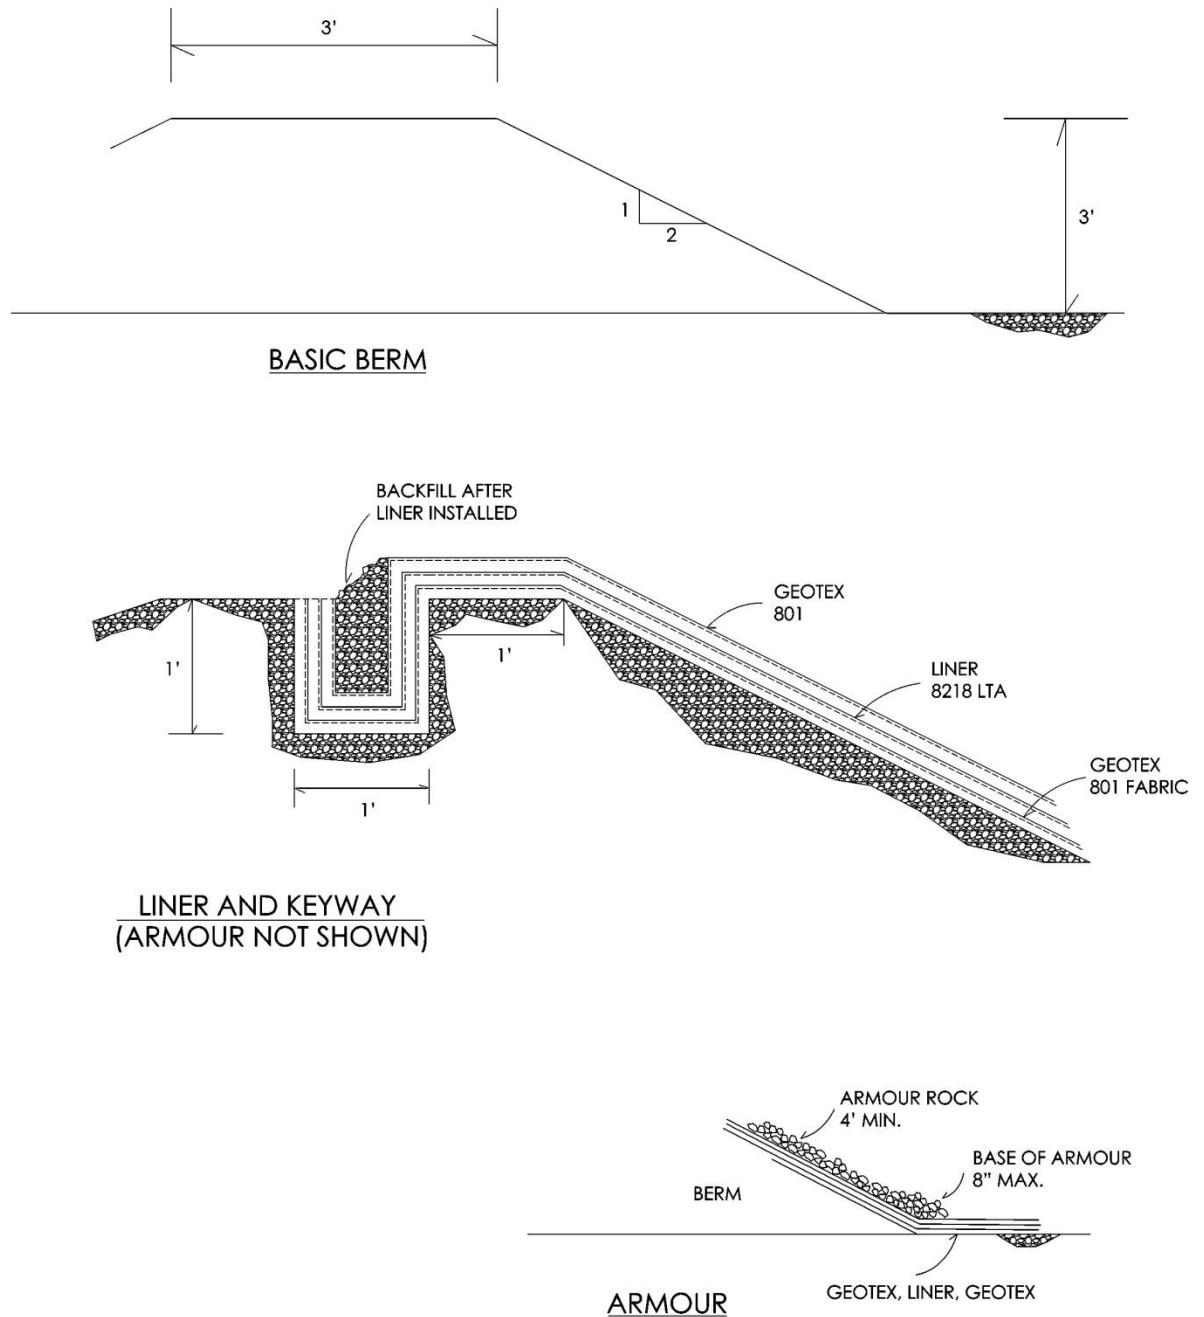 3'
1
2
3'
BASIC BERM
BACKFILL AFTER
LINER INSTALLED
GEOTEX
801
1'
1'
LINER
8218 LTA
GEOTEX
801 FABRIC
1'
LINER AND KEYWAY
(ARMOUR NOT SHOWN)
ARMOUR ROCK
4' MIN.
BASE OF ARMOUR
8" MAX.
BERM
GEOTEX, LINER, GEOTEX
ARMOUR